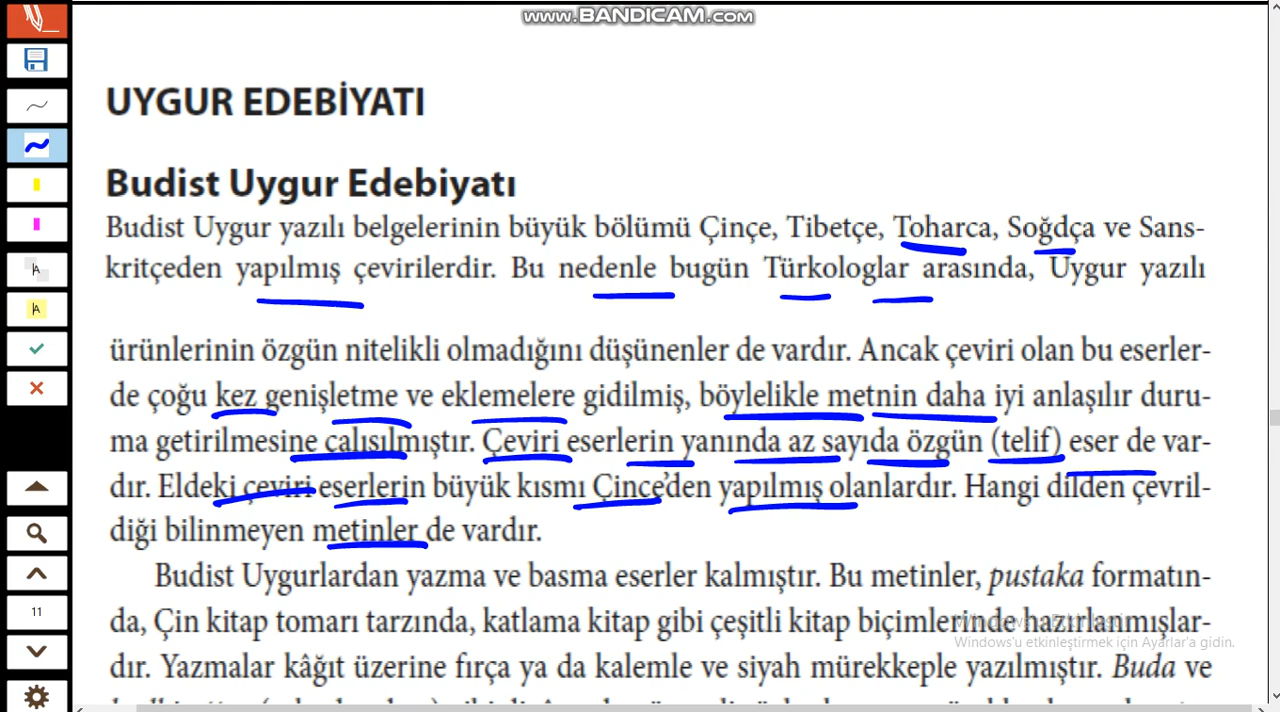 www.BANDICAM.com
UYGUR EDEBİYATI
Budist Uygur Edebiyatı
Budist Uygur yazılı belgelerinin büyük bölümü Çinçe, Tibetçe, Toharca, Soğdça ve Sans-
kritçeden yapılmış çevirilerdir. Bu nedenle bugün Türkologlar arasında, Uygur yazılı
ürünlerinin özgün nitelikli olmadığını düşünenler de vardır. Ancak çeviri olan bu eserler-
de çoğu kez genişletme ve eklemelere gidilmiş, böylelikle metnin daha iyi anlaşılır duru-
ma getirilmesine çalışılmıştır. Çeviri eserlerin yanında az sayıda özgün (telif) eser de var-
dır. Eldeki çeviri eserlerin büyük kısmı Çinçe’den yapılmış olanlardır. Hangi dilden çevril-
diği bilinmeyen metinler de vardır.
Budist Uygurlardan yazma ve basma eserler kalmıştır. Bu metinler, pustaka formatın-
da, Çin kitap tomarı tarzında, katlama kitap gibi çeşitli kitap biçimlerinde hazırlanmışlar-
dır. Yazmalar kâğıt üzerine fırça ya da kalemle ve siyah mürekkeple yazılmıştır. Buda ve
Windows'u etkinleştirmek için Ayarlar'a gidin.
11